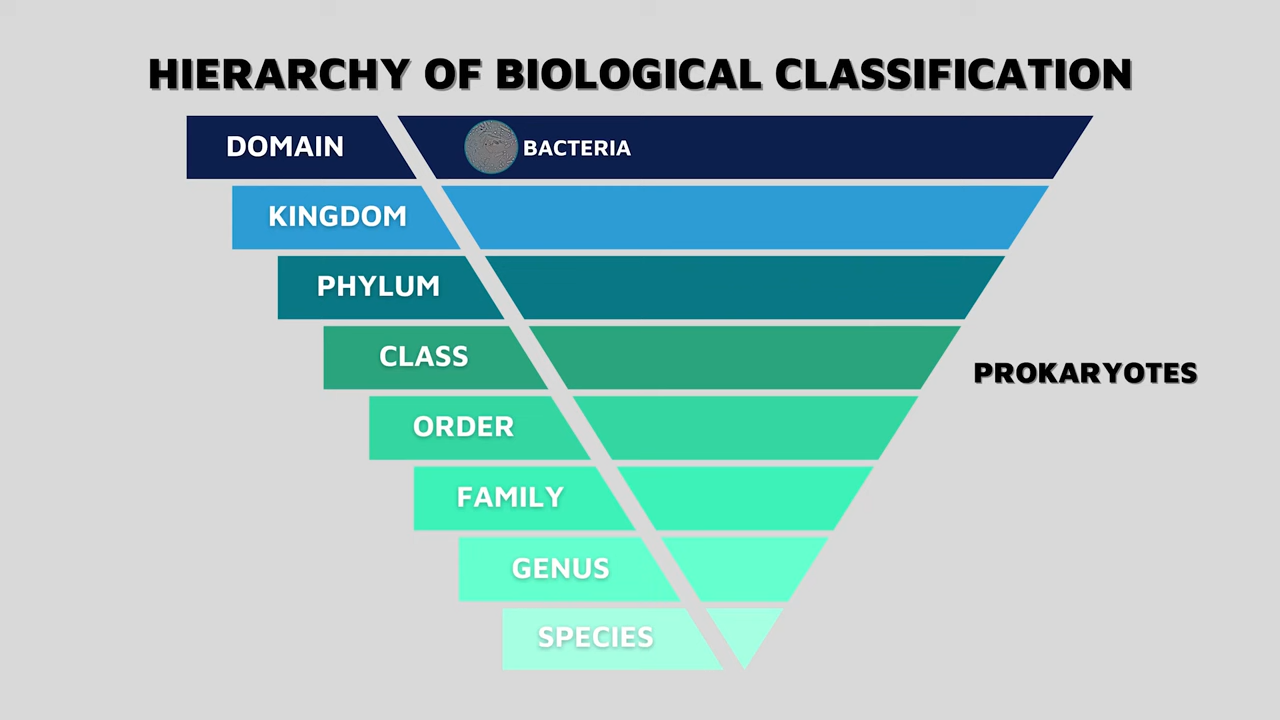 HIERARCHY OF BIOLOGICAL CLASSIFICATION
DOMAIN
BACTERIA
KINGDOM
PHYLUM
CLASS
PROKARYOTES
ORDER
FAMILY
GENUS
SPECIES